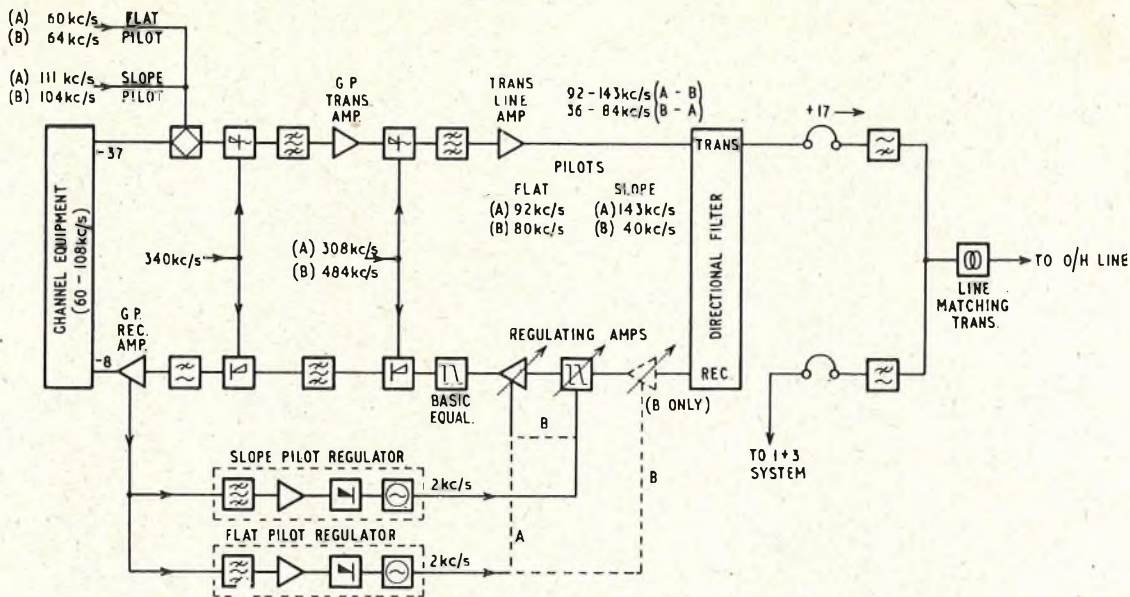 (A) 60kc/s FLAT
(B) 64kc/s PILOT
(A) 111 kc/s SLOPE
(B) 104kc/s PILOT
G P
TRANS.
AMP.
TRANS
LINE
AMP
92-143kc/s (A - B)
36 - 84kc/s (B - A)
+17
-37
TRANS
PILOTS
FLAT SLOPE
(A) 92kc/s (A) 143kc/s
(B) 80kc/s (B) 40kc/s
CHANNEL EQUIPMENT
(60 - 108kc/s)
340kc/s
(A) 308kc/s
(B) 484kc/s
DIRECTIONAL FILTER
TO O/H LINE
LINE
MATCHING
TRANS.
G.P.
REC.
AMP.
-8
REGULATING AMPS
REC.
BASIC
EQUAL.
(B ONLY)
B
TO 1+3
SYSTEM
SLOPE PILOT REGULATOR
2kc/s
B
A
FLAT PILOT REGULATOR
2kc/s